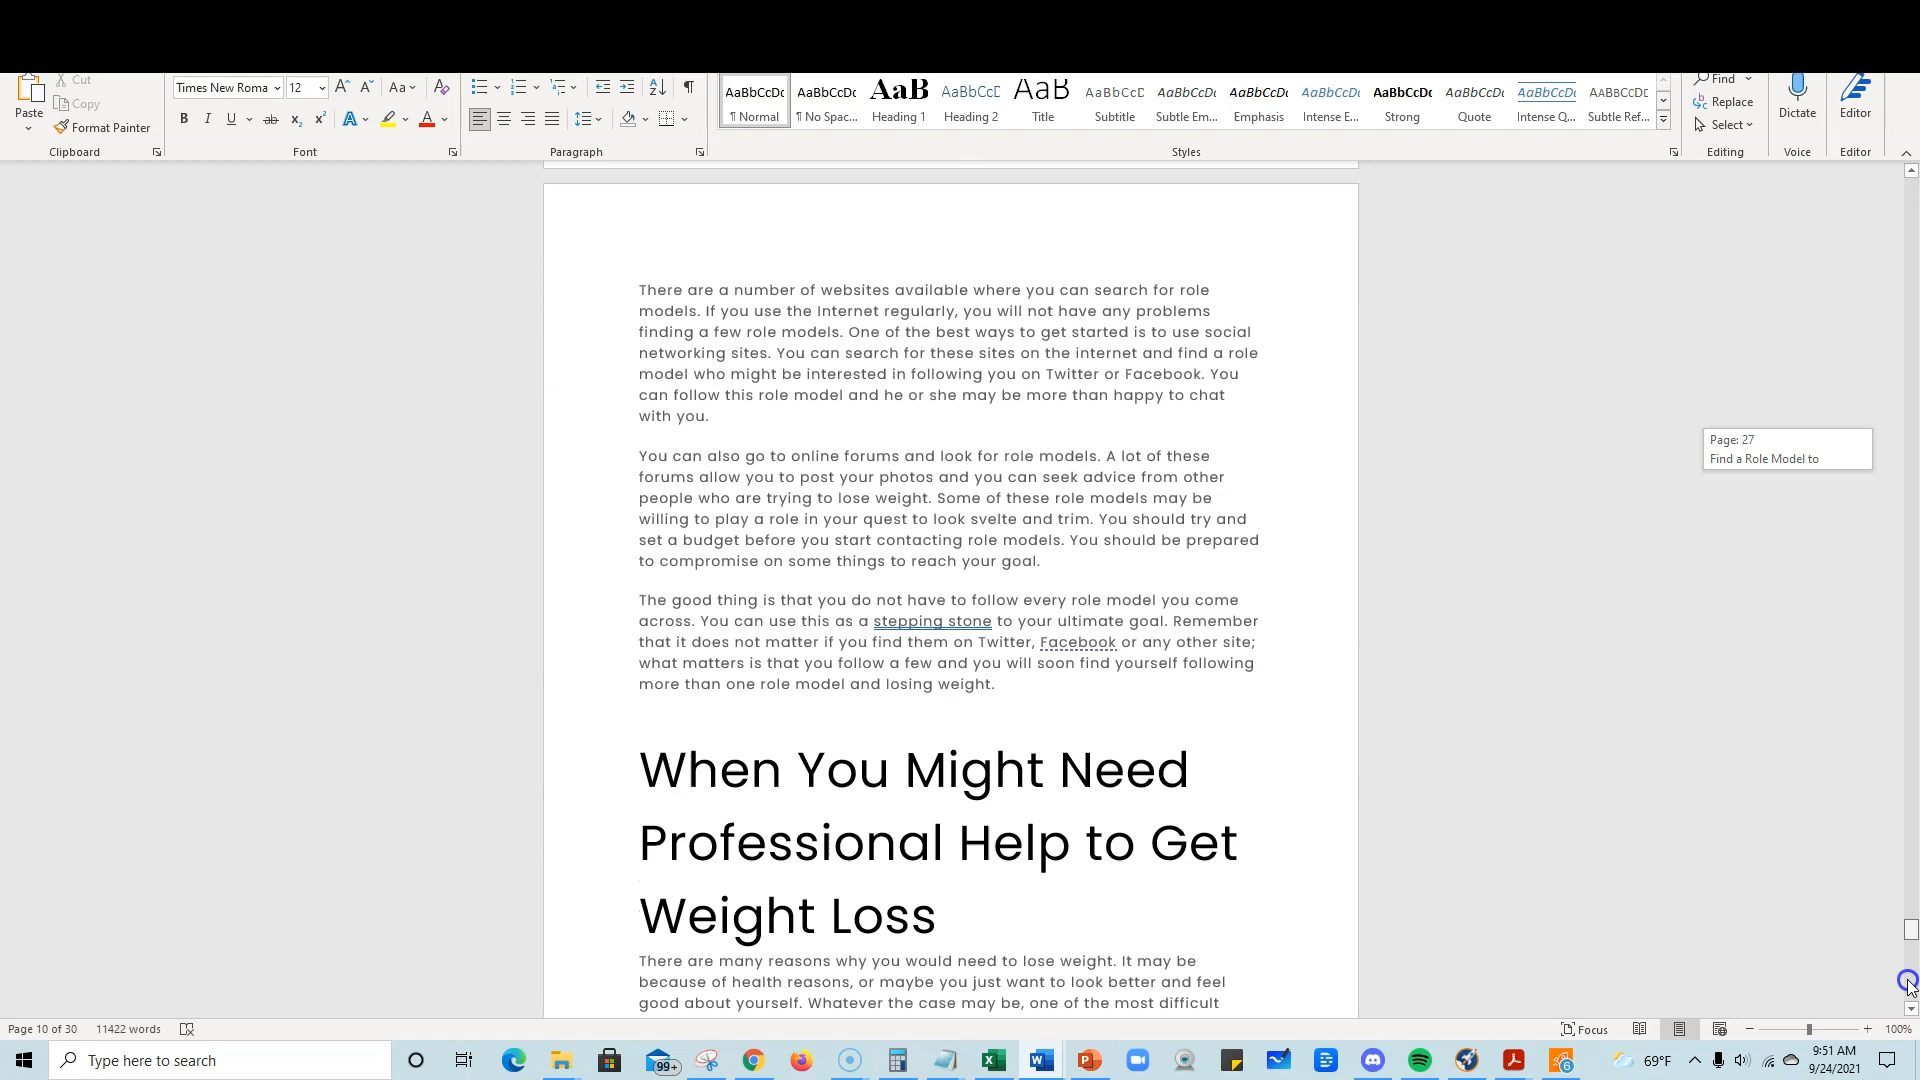 Cut
Copy
Paste
Format Painter
Clipboard
Times New Roma
12
Aa
Font
Paragraph
AaBbCcDc
¶ Normal
AaBbCcDc
¶ No Spac...
AaB
Heading 1
AaBbCcE
Heading 2
AaB
Title
AaBbCcD
Subtitle
AaBbCcDc
Subtle Em...
AaBbCcDc
Emphasis
AaBbCcDc
Intense E...
AaBbCcDc
Strong
AaBbCcDc
Quote
AaBbCcDc
Intense Q...
AABBCCDE
Subtle Ref...
Styles
Find
Replace
Select
Editing
Dictate
Voice
Editor
Editor
There are a number of websites available where you can search for role
models. If you use the Internet regularly, you will not have any problems
finding a few role models. One of the best ways to get started is to use social
networking sites. You can search for these sites on the internet and find a role
model who might be interested in following you on Twitter or Facebook. You
can follow this role model and he or she may be more than happy to chat
with you.
You can also go to online forums and look for role models. A lot of these
forums allow you to post your photos and you can seek advice from other
people who are trying to lose weight. Some of these role models may be
willing to play a role in your quest to look svelte and trim. You should try and
set a budget before you start contacting role models. You should be prepared
to compromise on some things to reach your goal.
The good thing is that you do not have to follow every role model you come
across. You can use this as a stepping stone to your ultimate goal. Remember
that it does not matter if you find them on Twitter, Facebook or any other site;
what matters is that you follow a few and you will soon find yourself following
more than one role model and losing weight.
When You Might Need
Professional Help to Get
Weight Loss
There are many reasons why you would need to lose weight. It may be
because of health reasons, or maybe you just want to look better and feel
good about yourself. Whatever the case may be, one of the most difficult
Page: 27
Find a Role Model to
Page 10 of 30
11422 words
Focus
100%
Type here to search
99+
6
69°F
9:51 AM
9/24/2021